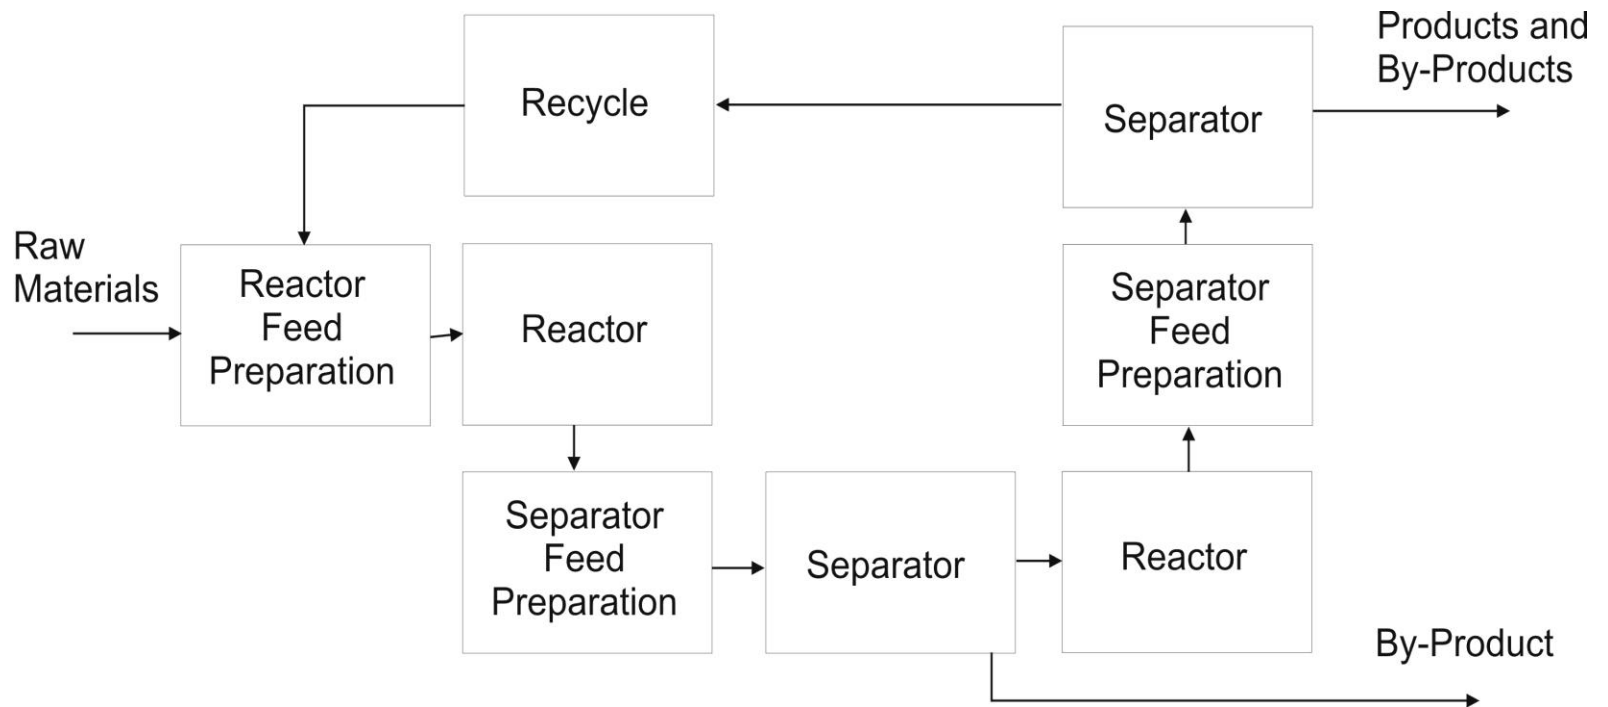 Products and
By-Products
Recycle
Separator
Raw
Materials
Reactor
Feed
Preparation
Reactor
Separator
Feed
Preparation
Separator
Feed
Preparation
Separator
Reactor
By-Product